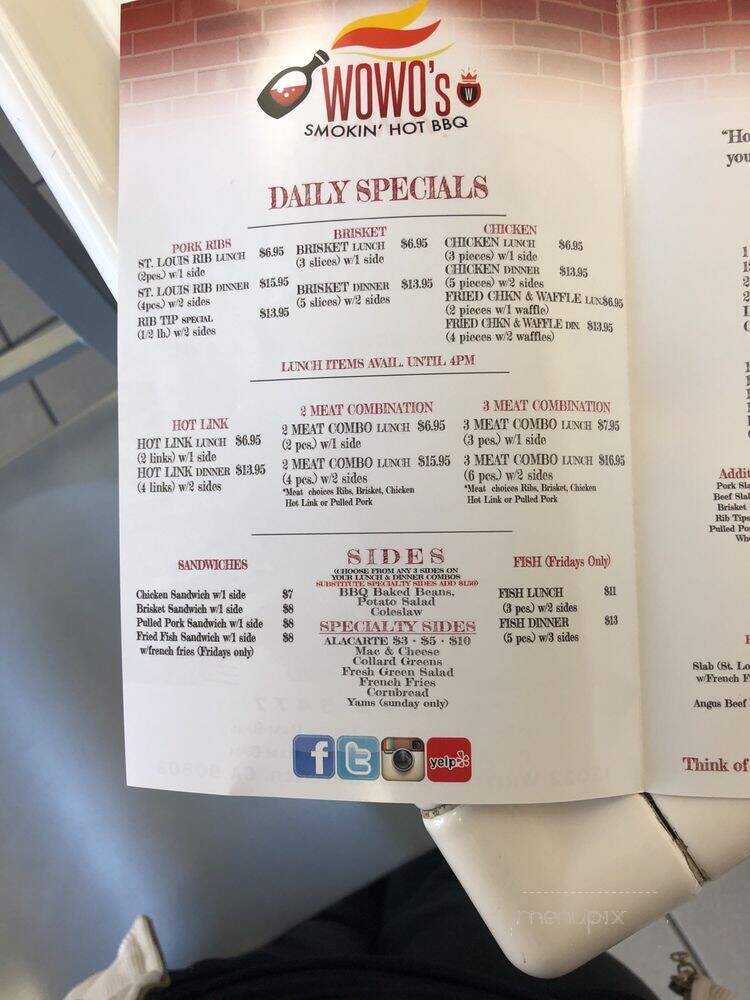 WOWO's
W
SMOKIN' HOT BBQ
DAILY SPECIALS
PORK RIBS
ST. LOUIS RIB LUNCH $6.95
(2pcs.) w/1 side
ST. LOUIS RIB DINNER $15.95
(4pcs.) w/2 sides
RIB TIP SPECIAL $13.95
(1/2 lb.) w/2 sides
BRISKET
BRISKET LUNCH $6.95
(3 slices) w/1 side
BRISKET DINNER $13.95
(5 slices) w/2 sides
CHICKEN
CHICKEN LUNCH $6.95
(3 pieces) w/1 side
CHICKEN DINNER $13.95
(5 pieces) w/2 sides
FRIED CHKN & WAFFLE LUN.$6.95
(2 pieces w/1 waffle)
FRIED CHKN & WAFFLE DIN. $13.95
(4 pieces w/2 waffles)
LUNCH ITEMS AVAIL. UNTIL 4PM
HOT LINK
HOT LINK LUNCH $6.95
(2 links) w/1 side
HOT LINK DINNER $13.95
(4 links) w/2 sides
2 MEAT COMBINATION
2 MEAT COMBO LUNCH $6.95
(2 pcs.) w/1 side
2 MEAT COMBO LUNCH $15.95
(4 pcs.) w/2 sides
*Meat choices Ribs, Brisket, Chicken
Hot Link or Pulled Pork
3 MEAT COMBINATION
3 MEAT COMBO LUNCH $7.95
(3 pcs.) w/1 side
3 MEAT COMBO LUNCH $16.95
(6 pcs.) w/2 sides
*Meat choices Ribs, Brisket, Chicken
Hot Link or Pulled Pork
SANDWICHES
Chicken Sandwich w/1 side $7
Brisket Sandwich w/1 side $8
Pulled Pork Sandwich w/1 side $8
Fried Fish Sandwich w/1 side $8
w/french fries (Fridays only)
SIDES
(CHOOSE FROM ANY 3 SIDES ON
YOUR LUNCH & DINNER COMBOS
SUBSTITUTE SPECIALTY SIDES ADD $1.50)
BBQ Baked Beans,
Potato Salad
Coleslaw
SPECIALTY SIDES
ALACARTE $3 - $5 - $10
Mac & Cheese
Collard Greens
Fresh Green Salad
French Fries
Cornbread
Yams (sunday only)
FISH (Fridays Only)
FISH LUNCH $11
(3 pcs.) w/2 sides
FISH DINNER $13
(5 pcs.) w/3 sides
yelp
"Ho
you
Addit
Pork Sla
Beef Slab
Brisket
Rib Tips
Pulled Po
Who
Slab (St. Lo
w/French F
Angus Beef
Think of
menupix